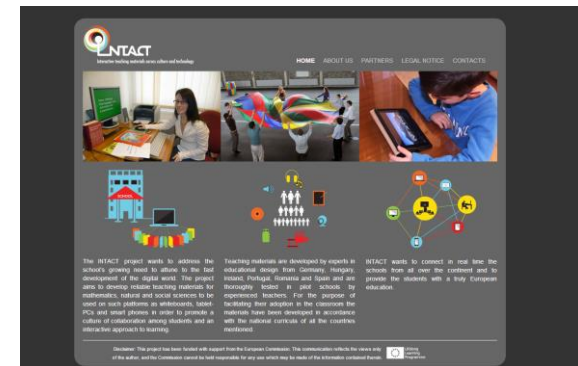 INTACT
Interactive teaching materials across culture and technology
HOME ABOUT US PARTNERS LEGAL NOTICE CONTACTS
SCHOOL
The INTACT project wants to address the
school's growing need to attune to the fast
development of the digital world. The project
aims to develop reliable teaching materials for
mathematics, natural and social sciences to be
used on such platforms as whiteboards, tablet-
PCs and smart phones in order to promote a
culture of collaboration among students and an
interactive approach to learning.
Teaching materials are developed by experts in
educational design from Germany, Hungary,
Ireland, Portugal, Romania and Spain and are
thoroughly tested in pilot schools by
experienced teachers. For the purpose of
facilitating their adoption in the classroom the
materials have been developed in accordance
with the national curricula of all the countries
mentioned.
INTACT wants to connect in real time the
schools from all over the continent and to
provide the students with a truly European
education.
Disclaimer: This project has been funded with support from the European Commission. This communication reflects the views only
of the author, and the Commission cannot be held responsible for any use which may be made of the information contained therein.
Lifelong
Learning
Programme